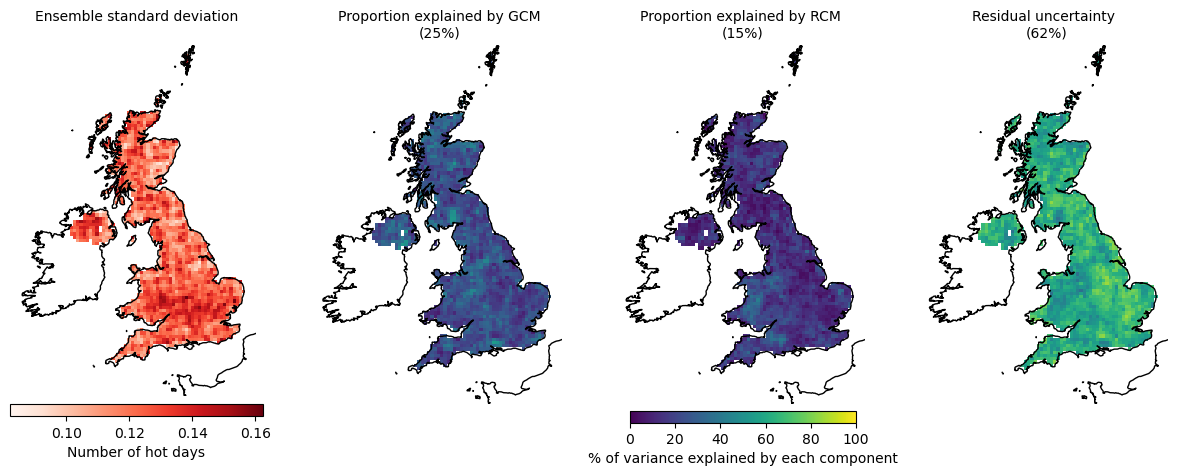 Ensemble standard deviation
Proportion explained by GCM
(25%)
Proportion explained by RCM
(15%)
Residual uncertainty
(62%)
0.10 0.12 0.14 0.16
Number of hot days
0 20 40 60 80 100
% of variance explained by each component